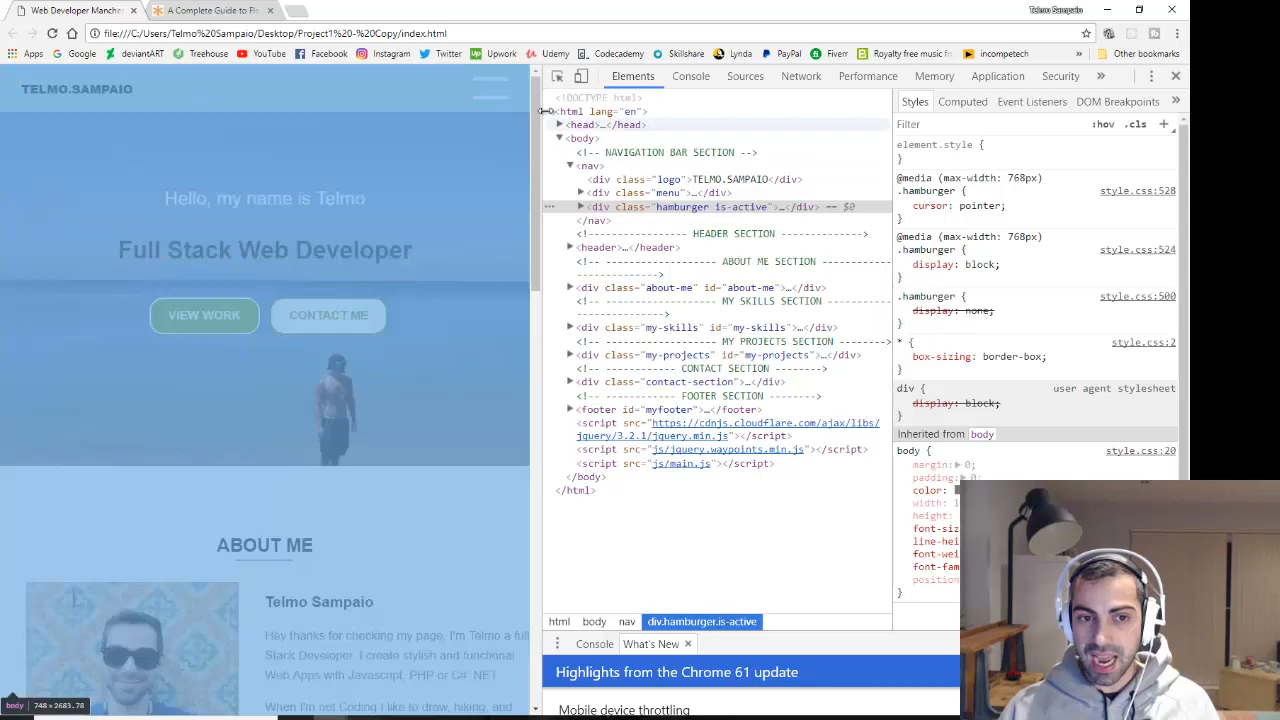 Web Developer Manches
A Complete Guide to Fle
Telmo Sampaio
file:///C:/Users/Telmo%20Sampaio/Desktop/Project1%20-%20Copy/index.html
Apps
Google
deviantART
Treehouse
YouTube
Facebook
Instagram
Twitter
Upwork
Udemy
Codecademy
Skillshare
Lynda
PayPal
Fiverr
Royalty free music
incompetech
Other bookmarks
TELMO.SAMPAIO
Hello, my name is Telmo
Full Stack Web Developer
VIEW WORK
CONTACT ME
ABOUT ME
Telmo Sampaio
Hey thanks for checking my page, I'm Telmo a full
Stack Developer. I create stylish and functional
Web Apps with Javascript, PHP or C# .NET
When I'm not Coding I like to draw, hiking, and
body 748 × 2683.78
Elements
Console
Sources
Network
Performance
Memory
Application
Security
<!DOCTYPE html>
<html lang="en">
<head>…</head>
<body>
<!-- NAVIGATION BAR SECTION -->
<nav>
<div class="logo">TELMO.SAMPAIO</div>
<div class="menu">…</div>
<div class="hamburger is-active">…</div> == $0
</nav>
<!---------------- HEADER SECTION -------------->
<header>…</header>
<!-- ---------------- ABOUT ME SECTION ------------
-------------->
<div class="about-me" id="about-me">…</div>
<!-- ---------------- MY SKILLS SECTION -----------
--------------->
<div class="my-skills" id="my-skills">…</div>
<!-- ------------ MY PROJECTS SECTION ------------>
<div class="my-projects" id="my-projects">…</div>
<!-- ------------ CONTACT SECTION -------->
<div class="contact-section">…</div>
<!-- ------------ FOOTER SECTION -------->
<footer id="myfooter">…</footer>
<script src="https://cdnjs.cloudflare.com/ajax/libs/
jquery/3.2.1/jquery.min.js"></script>
<script src="js/jquery.waypoints.min.js"></script>
<script src="js/main.js"></script>
</body>
</html>
html
body
nav
div.hamburger.is-active
Console
What's New
Highlights from the Chrome 61 update
Mobile device throttling
Styles
Computed
Event Listeners
DOM Breakpoints
Filter
:hov
.cls
element.style {
}
@media (max-width: 768px)
.hamburger { style.css:528
cursor: pointer;
}
@media (max-width: 768px)
.hamburger { style.css:524
display: block;
}
.hamburger { style.css:500
display: none;
}
* { style.css:2
box-sizing: border-box;
}
div { user agent stylesheet
display: block;
}
Inherited from body
body { style.css:20
margin: 0;
padding: 0;
color:
width: 1
height:
font-siz
line-hei
font-wei
font-fam
position
}